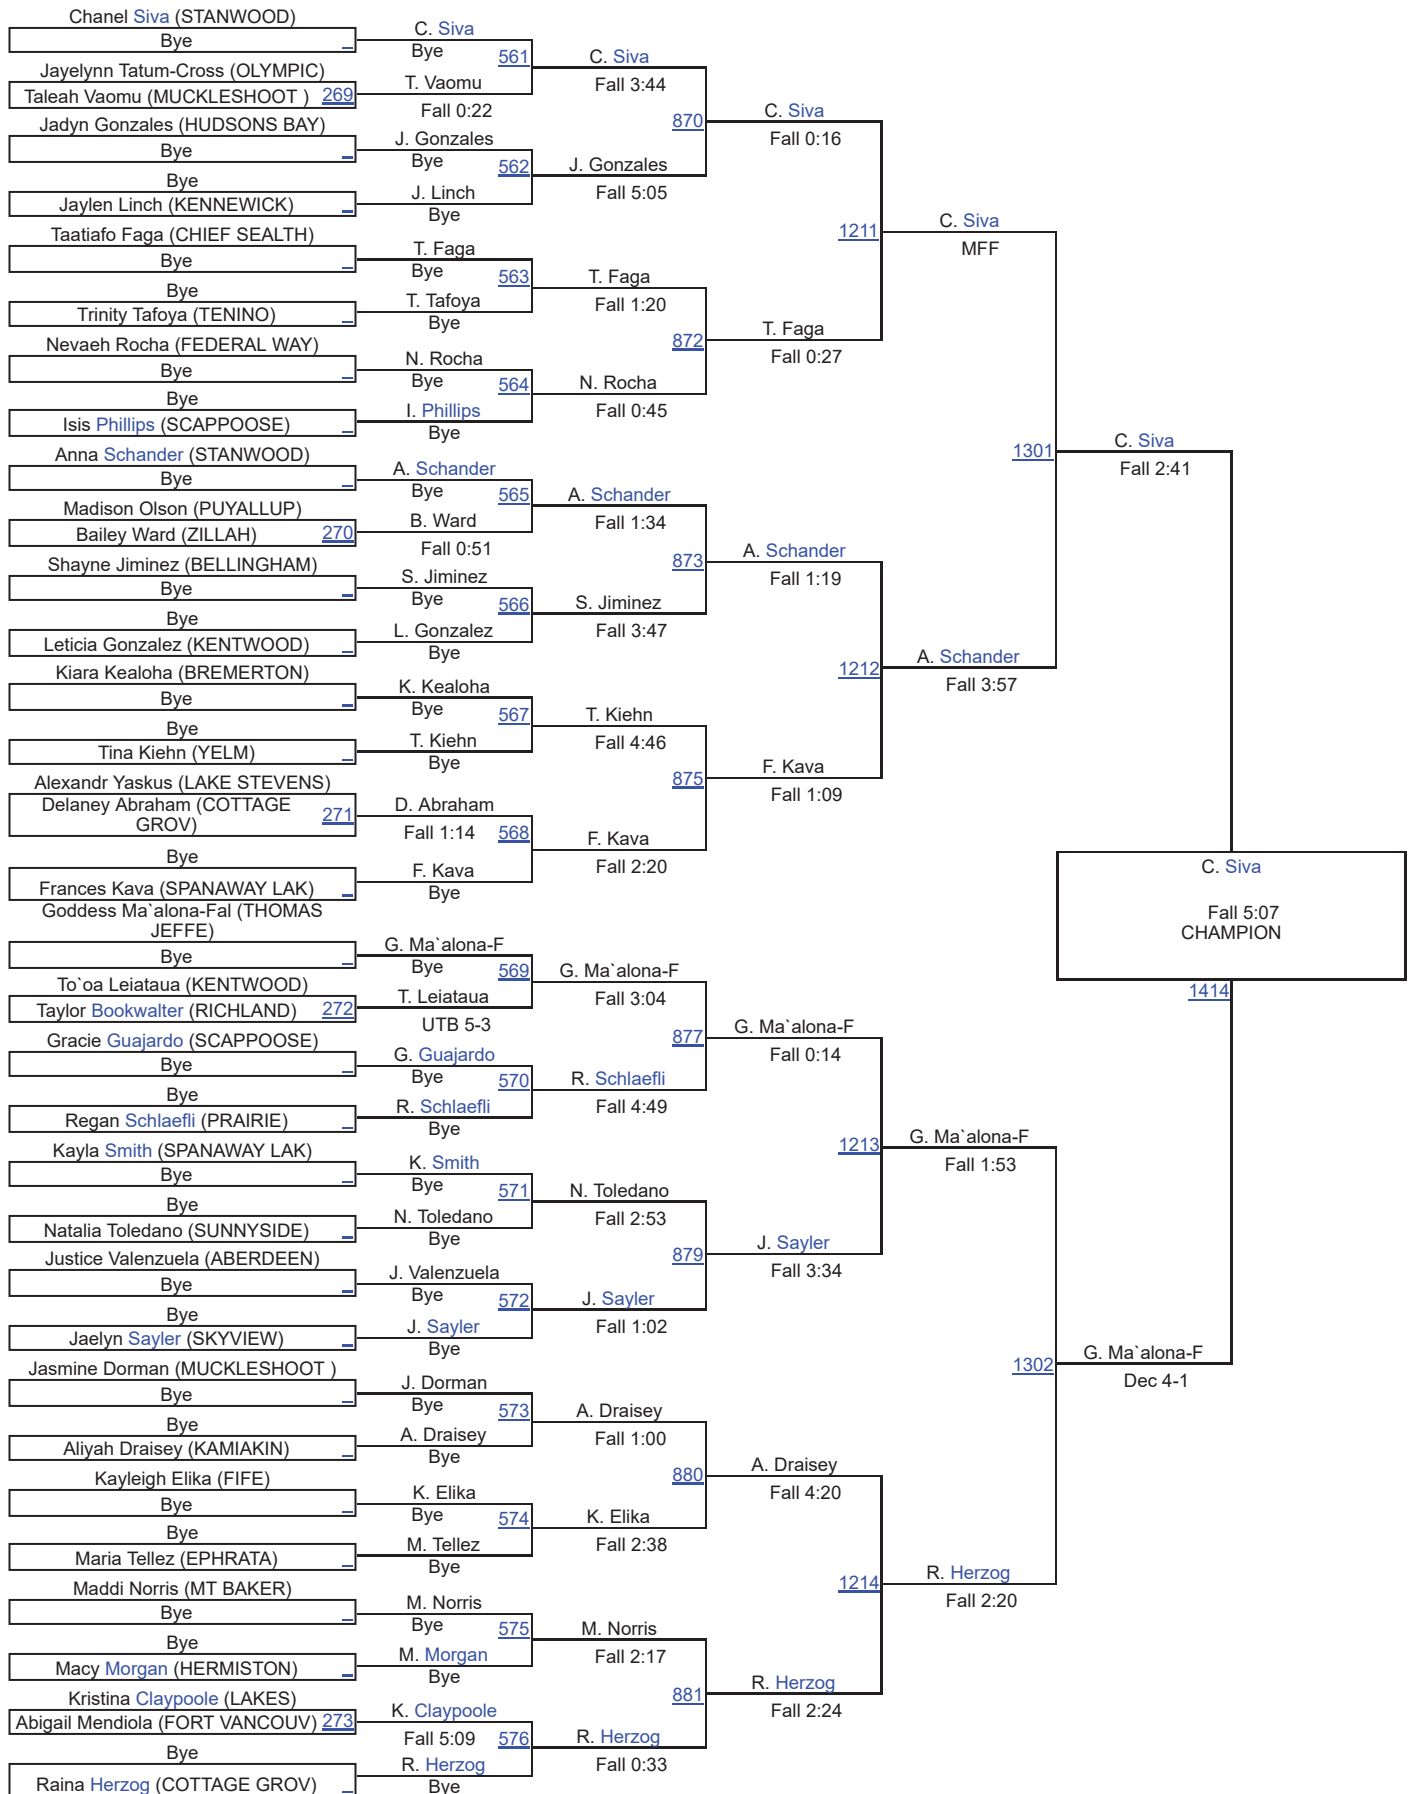 Chanel Siva (STANWOOD)
Bye
Jayelynn Tatum-Cross (OLYMPIC)
Taleah Vaomu (MUCKLESHOOT ) 269
Jadyn Gonzales (HUDSONS BAY)
Bye
Bye
Jaylen Linch (KENNEWICK)
Taatiafo Faga (CHIEF SEALTH)
Bye
Bye
Trinity Tafoya (TENINO)
Nevaeh Rocha (FEDERAL WAY)
Bye
Bye
Isis Phillips (SCAPPOOSE)
Anna Schander (STANWOOD)
Bye
Madison Olson (PUYALLUP)
Bailey Ward (ZILLAH) 270
Shayne Jiminez (BELLINGHAM)
Bye
Bye
Leticia Gonzalez (KENTWOOD)
Kiara Kealoha (BREMERTON)
Bye
Bye
Tina Kiehn (YELM)
Alexandr Yaskus (LAKE STEVENS)
Delaney Abraham (COTTAGE
GROV) 271
Bye
Frances Kava (SPANAWAY LAK)
Goddess Ma`alona-Fal (THOMAS
JEFFE)
Bye
To`oa Leiataua (KENTWOOD)
Taylor Bookwalter (RICHLAND) 272
Gracie Guajardo (SCAPPOOSE)
Bye
Bye
Regan Schlaefli (PRAIRIE)
Kayla Smith (SPANAWAY LAK)
Bye
Bye
Natalia Toledano (SUNNYSIDE)
Justice Valenzuela (ABERDEEN)
Bye
Bye
Jaelyn Sayler (SKYVIEW)
Jasmine Dorman (MUCKLESHOOT )
Bye
Bye
Aliyah Draisey (KAMIAKIN)
Kayleigh Elika (FIFE)
Bye
Bye
Maria Tellez (EPHRATA)
Maddi Norris (MT BAKER)
Bye
Bye
Macy Morgan (HERMISTON)
Kristina Claypoole (LAKES)
Abigail Mendiola (FORT VANCOUV) 273
Bye
Raina Herzog (COTTAGE GROV)
C. Siva
Bye
561
T. Vaomu
Fall 0:22
J. Gonzales
Bye
562
J. Linch
Bye
T. Faga
Bye
563
T. Tafoya
Bye
N. Rocha
Bye
564
I. Phillips
Bye
A. Schander
Bye
565
B. Ward
Fall 0:51
S. Jiminez
Bye
566
L. Gonzalez
Bye
K. Kealoha
Bye
567
T. Kiehn
Bye
D. Abraham
Fall 1:14
568
F. Kava
Bye
G. Ma`alona-F
Bye
569
T. Leiataua
UTB 5-3
G. Guajardo
Bye
570
R. Schlaefli
Bye
K. Smith
Bye
571
N. Toledano
Bye
J. Valenzuela
Bye
572
J. Sayler
Bye
J. Dorman
Bye
573
A. Draisey
Bye
K. Elika
Bye
574
M. Tellez
Bye
M. Norris
Bye
575
M. Morgan
Bye
K. Claypoole
Fall 5:09
576
R. Herzog
Bye
C. Siva
Fall 3:44
870
J. Gonzales
Fall 5:05
T. Faga
Fall 1:20
872
N. Rocha
Fall 0:45
A. Schander
Fall 1:34
873
S. Jiminez
Fall 3:47
T. Kiehn
Fall 4:46
875
F. Kava
Fall 2:20
G. Ma`alona-F
Fall 3:04
877
R. Schlaefli
Fall 4:49
N. Toledano
Fall 2:53
879
J. Sayler
Fall 1:02
A. Draisey
Fall 1:00
880
K. Elika
Fall 2:38
M. Norris
Fall 2:17
881
R. Herzog
Fall 0:33
C. Siva
Fall 0:16
1211
T. Faga
Fall 0:27
A. Schander
Fall 1:19
1212
F. Kava
Fall 1:09
G. Ma`alona-F
Fall 0:14
1213
J. Sayler
Fall 3:34
A. Draisey
Fall 4:20
1214
R. Herzog
Fall 2:24
C. Siva
MFF
1301
A. Schander
Fall 3:57
G. Ma`alona-F
Fall 1:53
1302
R. Herzog
Fall 2:20
C. Siva
Fall 2:41
C. Siva
Fall 5:07
CHAMPION
1414
G. Ma`alona-F
Dec 4-1